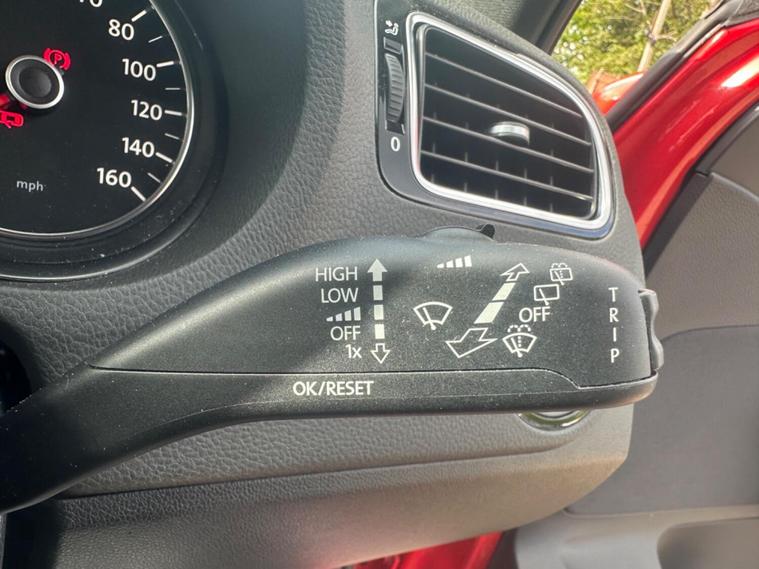 80
100
120
140
160
mph
P
0
HIGH
LOW
OFF
1x
OFF
TRIP
OK/RESET